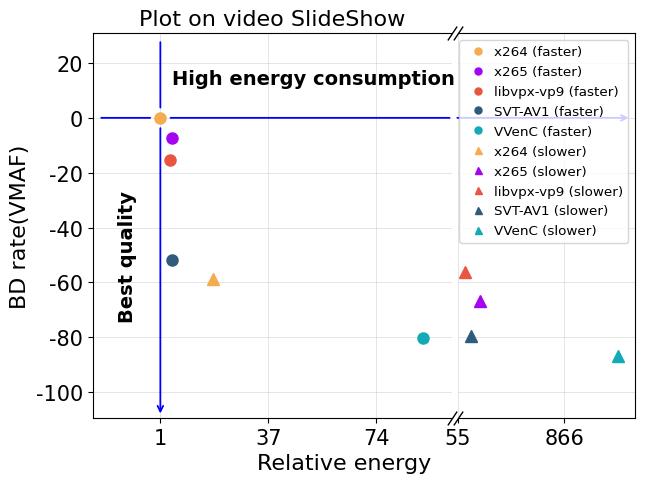 Plot on video SlideShow
x264 (faster)
x265 (faster)
libvpx-vp9 (faster)
SVT-AV1 (faster)
VVenC (faster)
x264 (slower)
x265 (slower)
libvpx-vp9 (slower)
SVT-AV1 (slower)
VVenC (slower)
High energy consumption
Best quality
BD rate(VMAF)
20
0
-20
-40
-60
-80
-100
1 37 74 55 866
Relative energy